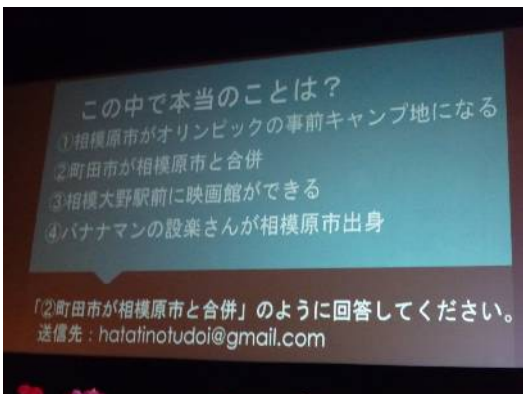 この中で本当のことは？
①相模原市がオリンピックの事前キャンプ地になる
②町田市が相模原市と合併
③相模大野駅前に映画館ができる
④バナナマンの設楽さんが相模原市出身
「②町田市が相模原市と合併」のように回答してください。
送信先：hatatinotudoi@gmail.com